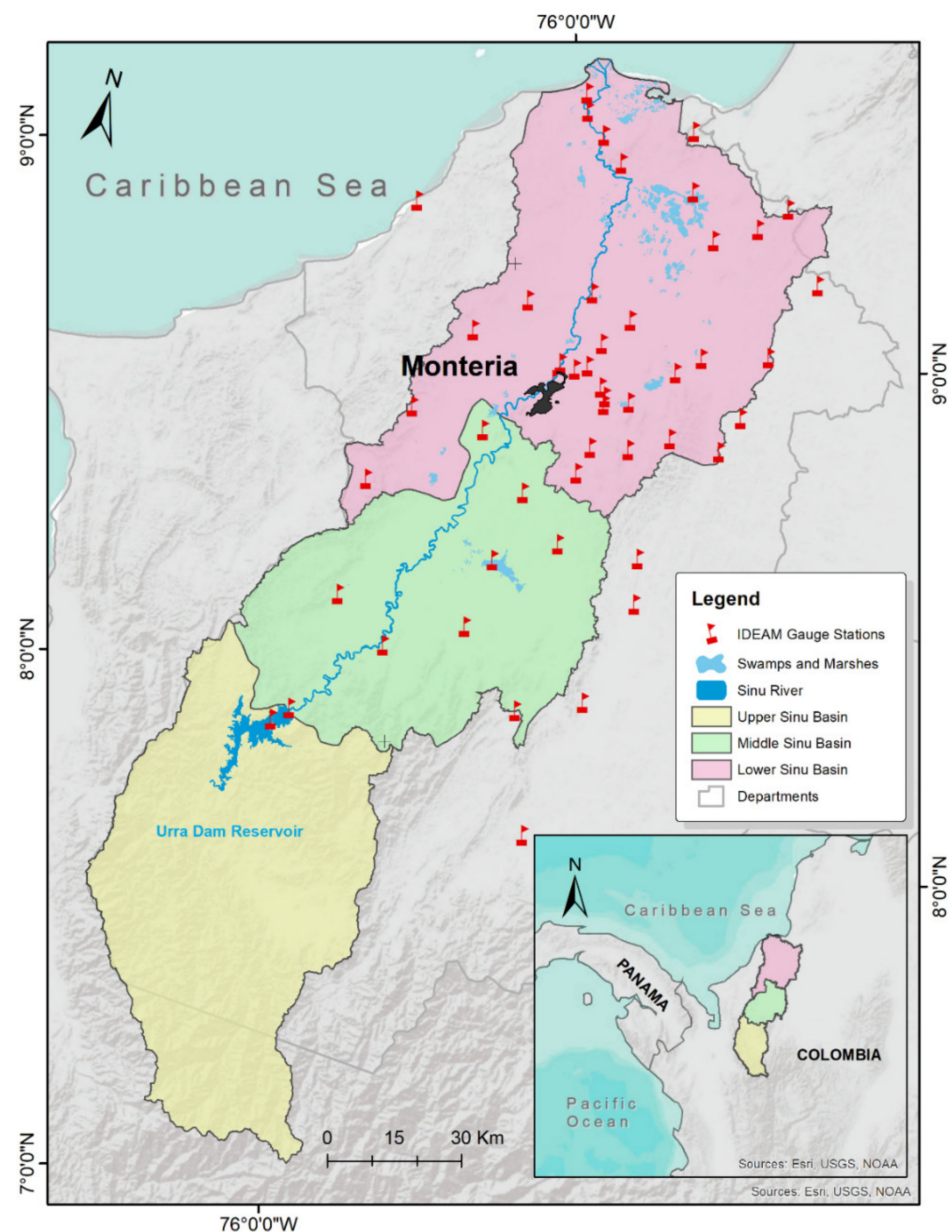 76°0'0"W
N
9°0'0"N
Caribbean Sea
Monteria
9°0'0"N
8°0'0"N
Legend
IDEAM Gauge Stations
Swamps and Marshes
Sinu River
Upper Sinu Basin
Middle Sinu Basin
Lower Sinu Basin
Departments
Urra Dam Reservoir
8°0'0"N
N
Caribbean Sea
PANAMA
COLOMBIA
Pacific
Ocean
Sources: Esri, USGS, NOAA
0 15 30 Km
7°0'0"N
Sources: Esri, USGS, NOAA
76°0'0"W